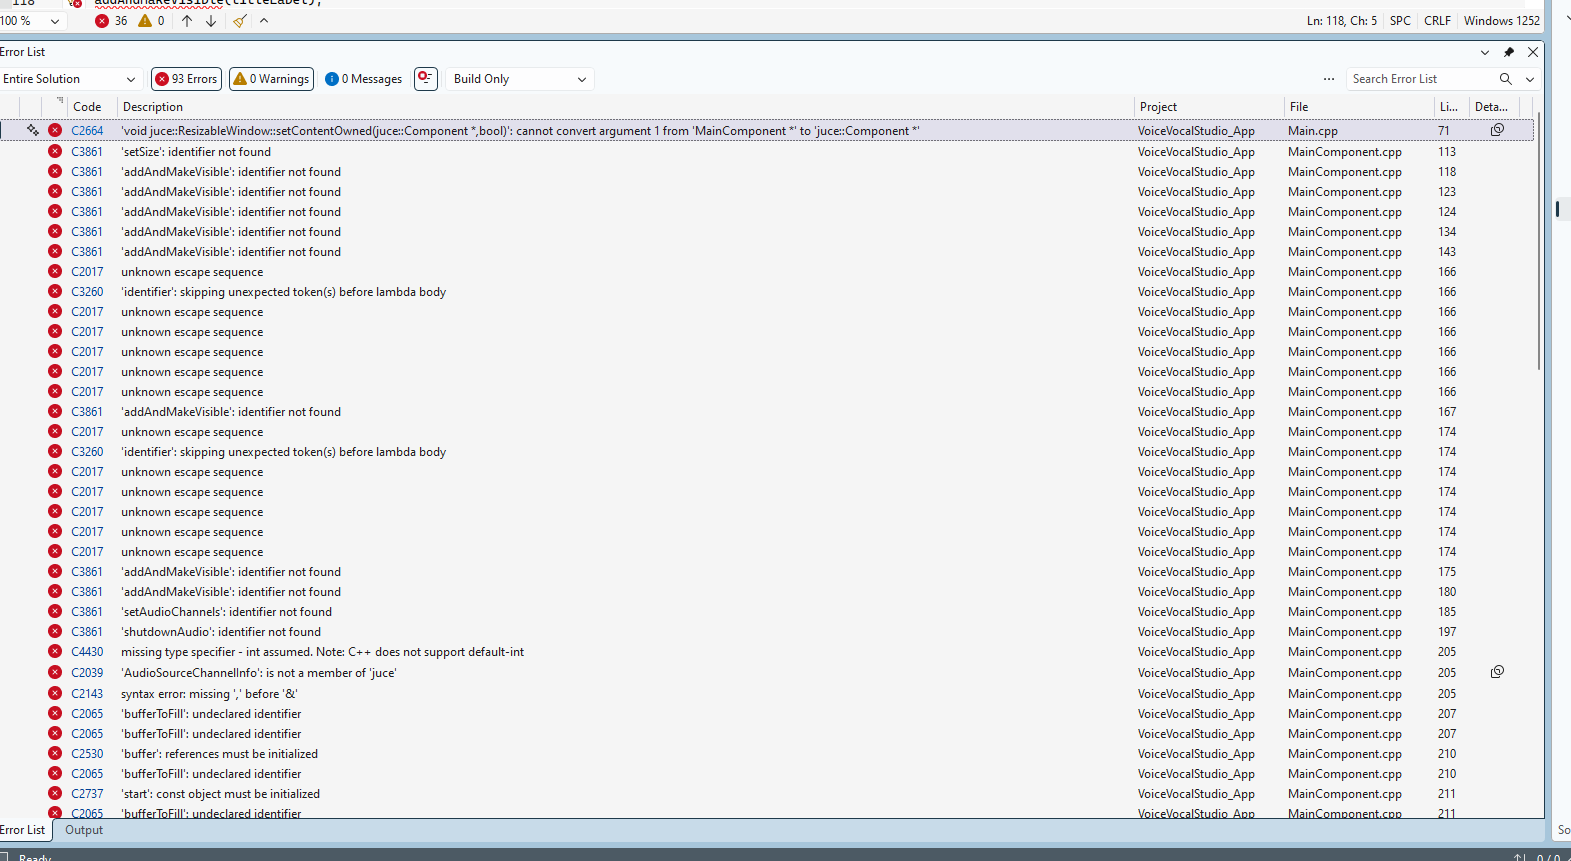 118 addAndMakeVisible(titleLabel);
100 % 36 0 Ln: 118, Ch: 5 SPC CRLF Windows 1252
Error List
Entire Solution 93 Errors 0 Warnings 0 Messages Build Only ... Search Error List
Code Description Project File Li... Deta...
C2664 'void juce::ResizableWindow::setContentOwned(juce::Component *,bool)': cannot convert argument 1 from 'MainComponent *' to 'juce::Component *' VoiceVocalStudio_App Main.cpp 71
C3861 'setSize': identifier not found VoiceVocalStudio_App MainComponent.cpp 113
C3861 'addAndMakeVisible': identifier not found VoiceVocalStudio_App MainComponent.cpp 118
C3861 'addAndMakeVisible': identifier not found VoiceVocalStudio_App MainComponent.cpp 123
C3861 'addAndMakeVisible': identifier not found VoiceVocalStudio_App MainComponent.cpp 124
C3861 'addAndMakeVisible': identifier not found VoiceVocalStudio_App MainComponent.cpp 134
C3861 'addAndMakeVisible': identifier not found VoiceVocalStudio_App MainComponent.cpp 143
C2017 unknown escape sequence VoiceVocalStudio_App MainComponent.cpp 166
C3260 'identifier': skipping unexpected token(s) before lambda body VoiceVocalStudio_App MainComponent.cpp 166
C2017 unknown escape sequence VoiceVocalStudio_App MainComponent.cpp 166
C2017 unknown escape sequence VoiceVocalStudio_App MainComponent.cpp 166
C2017 unknown escape sequence VoiceVocalStudio_App MainComponent.cpp 166
C2017 unknown escape sequence VoiceVocalStudio_App MainComponent.cpp 166
C2017 unknown escape sequence VoiceVocalStudio_App MainComponent.cpp 166
C3861 'addAndMakeVisible': identifier not found VoiceVocalStudio_App MainComponent.cpp 167
C2017 unknown escape sequence VoiceVocalStudio_App MainComponent.cpp 174
C3260 'identifier': skipping unexpected token(s) before lambda body VoiceVocalStudio_App MainComponent.cpp 174
C2017 unknown escape sequence VoiceVocalStudio_App MainComponent.cpp 174
C2017 unknown escape sequence VoiceVocalStudio_App MainComponent.cpp 174
C2017 unknown escape sequence VoiceVocalStudio_App MainComponent.cpp 174
C2017 unknown escape sequence VoiceVocalStudio_App MainComponent.cpp 174
C2017 unknown escape sequence VoiceVocalStudio_App MainComponent.cpp 174
C3861 'addAndMakeVisible': identifier not found VoiceVocalStudio_App MainComponent.cpp 175
C3861 'addAndMakeVisible': identifier not found VoiceVocalStudio_App MainComponent.cpp 180
C3861 'setAudioChannels': identifier not found VoiceVocalStudio_App MainComponent.cpp 185
C3861 'shutdownAudio': identifier not found VoiceVocalStudio_App MainComponent.cpp 197
C4430 missing type specifier - int assumed. Note: C++ does not support default-int VoiceVocalStudio_App MainComponent.cpp 205
C2039 'AudioSourceChannelInfo': is not a member of 'juce' VoiceVocalStudio_App MainComponent.cpp 205
C2143 syntax error: missing ',' before '&' VoiceVocalStudio_App MainComponent.cpp 205
C2065 'bufferToFill': undeclared identifier VoiceVocalStudio_App MainComponent.cpp 207
C2065 'bufferToFill': undeclared identifier VoiceVocalStudio_App MainComponent.cpp 207
C2530 'buffer': references must be initialized VoiceVocalStudio_App MainComponent.cpp 210
C2065 'bufferToFill': undeclared identifier VoiceVocalStudio_App MainComponent.cpp 210
C2737 'start': const object must be initialized VoiceVocalStudio_App MainComponent.cpp 211
C2065 'bufferToFill': undeclared identifier VoiceVocalStudio_App MainComponent.cpp 211
Error List Output So
Ready 0 / 0